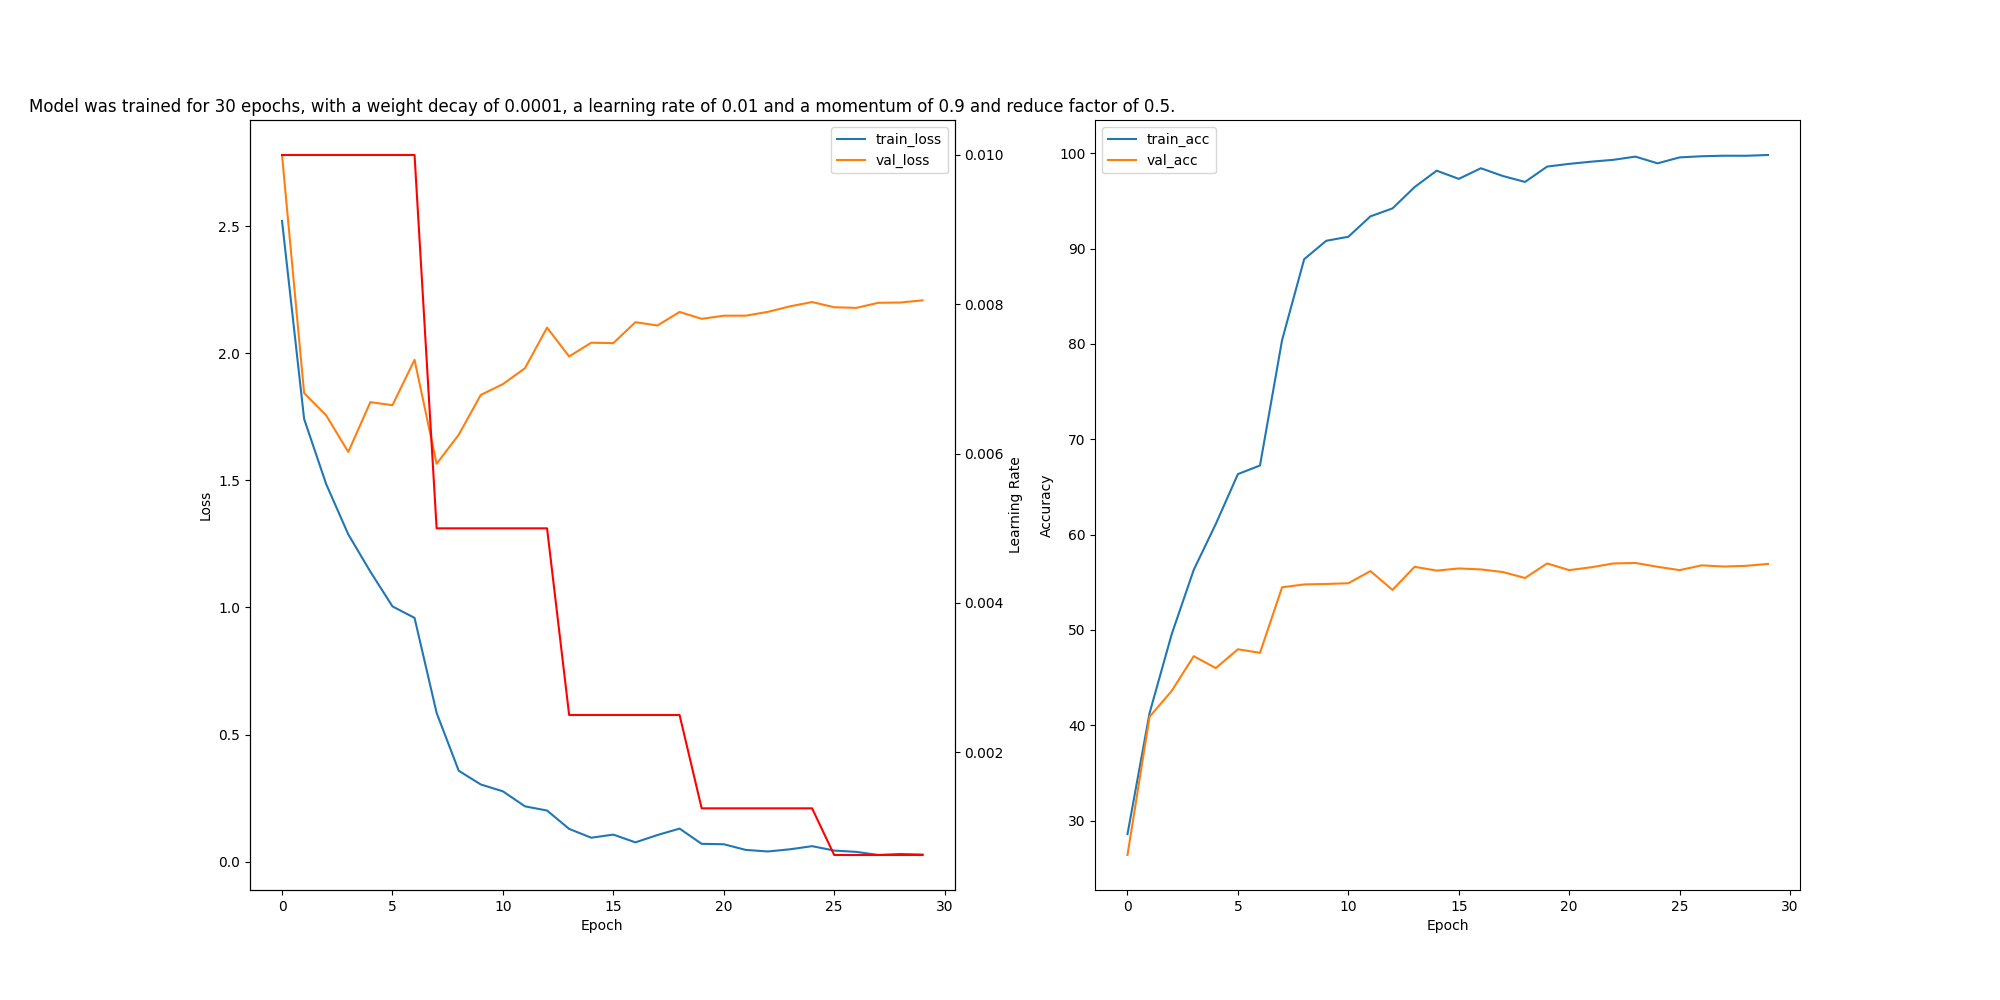 Model was trained for 30 epochs, with a weight decay of 0.0001, a learning rate of 0.01 and a momentum of 0.9 and reduce factor of 0.5.
train_loss
val_loss
2.5
2.0
1.5
1.0
0.5
0.0
Loss
0 5 10 15 20 25 30
Epoch
0.010
0.008
0.006
0.004
0.002
Learning Rate
train_acc
val_acc
100
90
80
70
60
50
40
30
Accuracy
0 5 10 15 20 25 30
Epoch